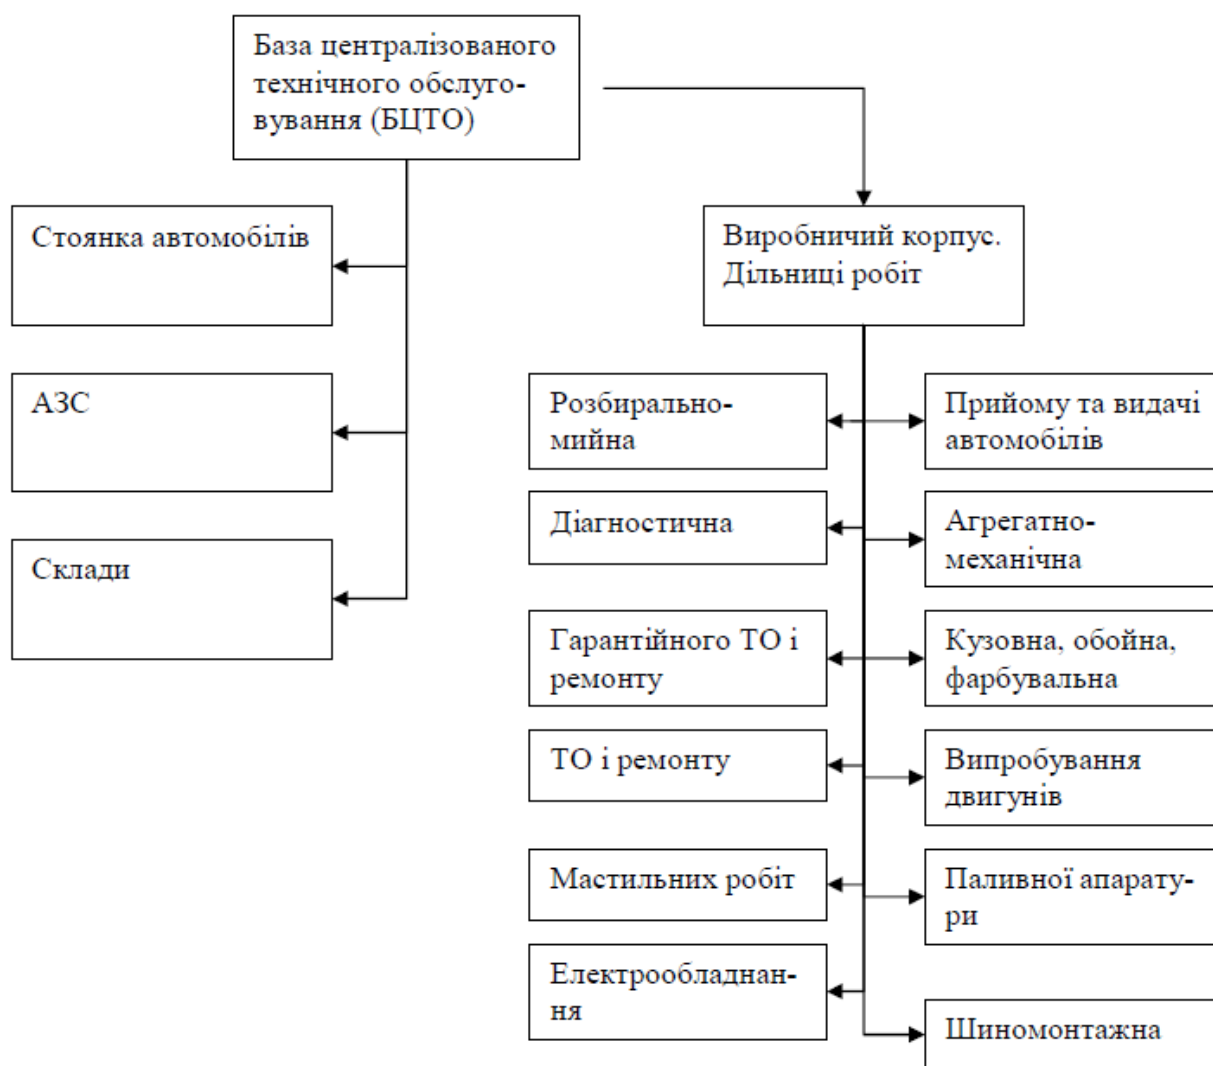 База централізованого
технічного обслуго-
вування (БЦТО)
Стоянка автомобілів
АЗС
Склади
Виробничий корпус.
Дільниці робіт
Розбирально-
мийна
Прийому та видачі
автомобілів
Діагностична
Агрегатно-
механічна
Гарантійного ТО і
ремонту
Кузовна, обойна,
фарбувальна
ТО і ремонту
Випробування
двигунів
Мастильних робіт
Паливної апарату-
ри
Електрообладнан-
ня
Шиномонтажна